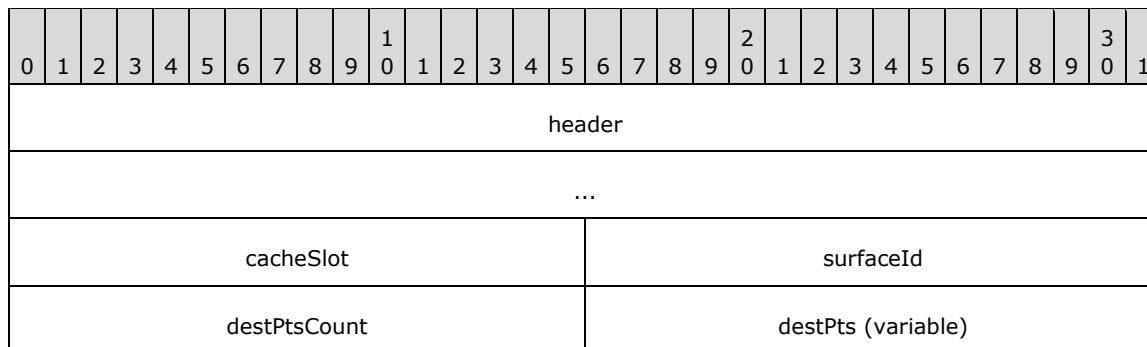 1 2 3
0 1 2 3 4 5 6 7 8 9 0 1 2 3 4 5 6 7 8 9 0 1 2 3 4 5 6 7 8 9 0 1
header
...
cacheSlot surfaceId
destPtsCount destPts (variable)